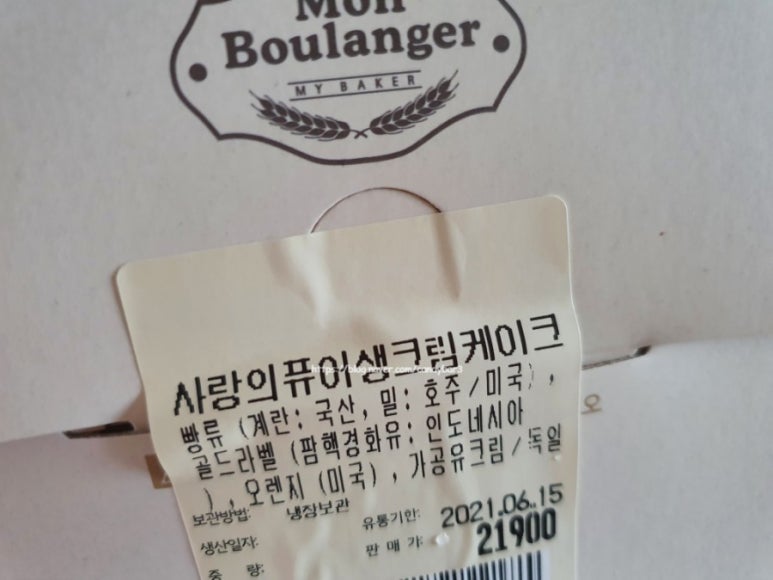 Mon
Boulanger
MY BAKER
사랑의퓨어생크림케이크
빵류 (계란: 국산, 밀: 호주/미국),
골드라벨 (팜핵경화유: 인도네시아
), 오렌지 (미국), 가공유크림/독일
보관방법: 냉장보관
유통기한: 2021.06.15
생산일자:
판매가: 21900
중 량: